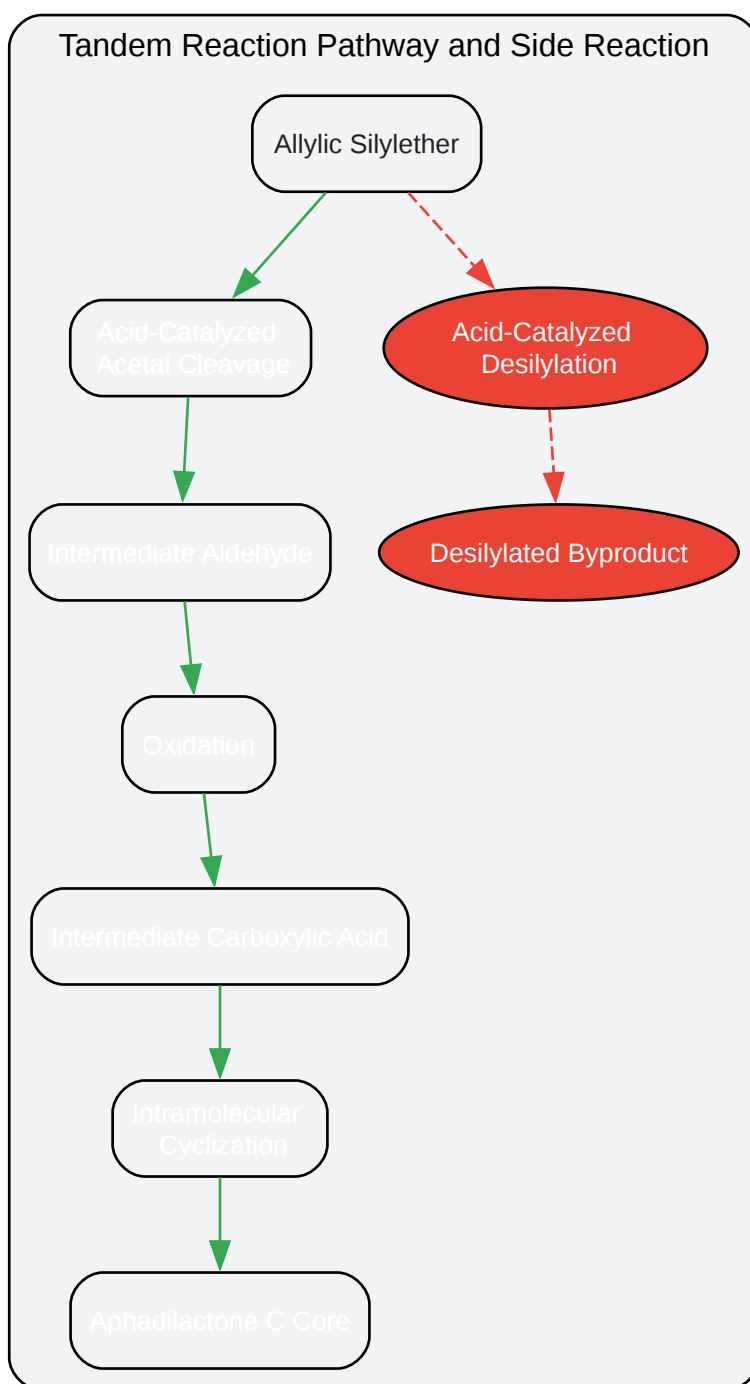 Tandem Reaction Pathway and Side Reaction
Allylic Silylether
Acid-Catalyzed
Acetal Cleavage
Acid-Catalyzed
Desilylation
Intermediate Aldehyde
Desilylated Byproduct
Oxidation
Intermediate Carboxylic Acid
Intramolecular
Cyclization
Aphadilactone C Core